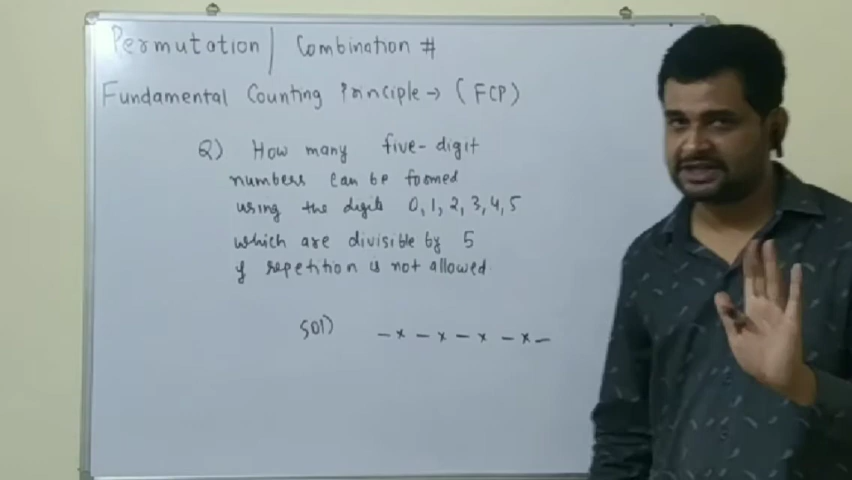 Permutation | Combination #
Fundamental Counting Principle → (FCP)
Q) How many five-digit
numbers can be formed
using the digits 0, 1, 2, 3, 4, 5
which are divisible by 5
if repetition is not allowed.
Sol) _ x _ x _ x _ x _